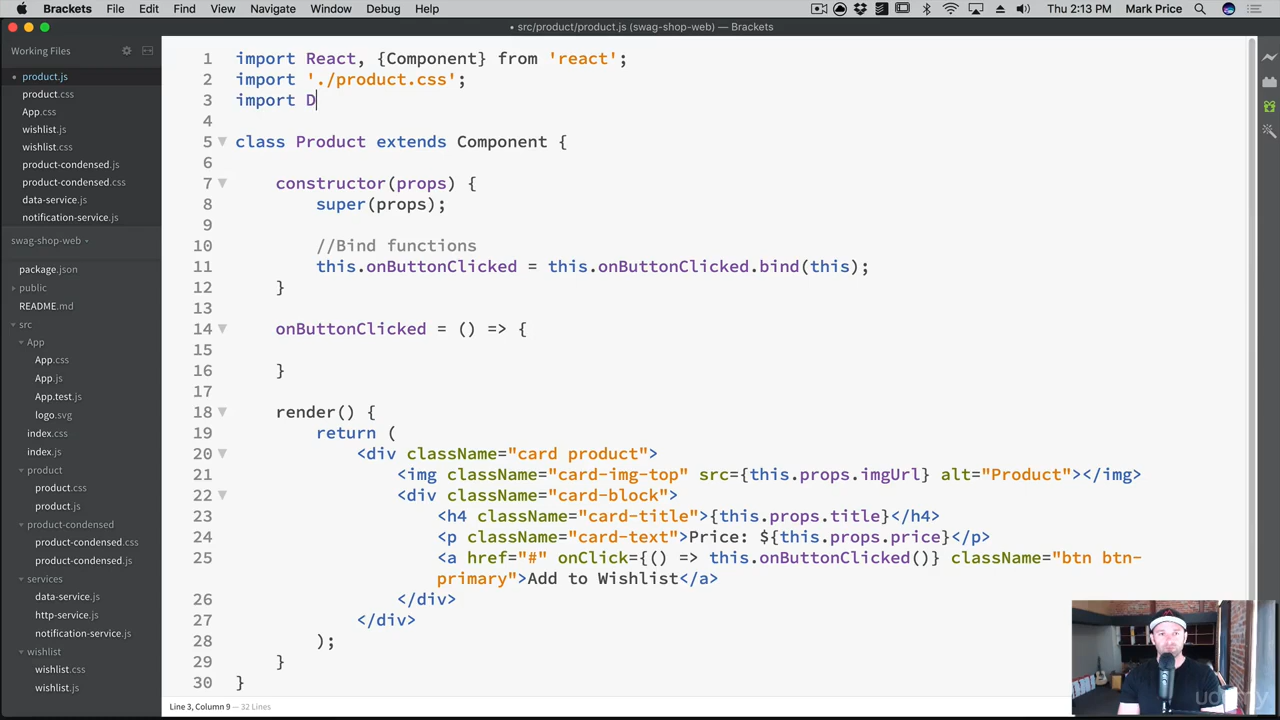 Brackets File Edit Find View Navigate Window Debug Help Thu 2:13 PM Mark Price
• src/product/product.js (swag-shop-web) — Brackets
Working Files
product.js
product.css
App.css
wishlist.js
wishlist.css
product-condensed.js
product-condensed.css
data-service.js
notification-service.js
swag-shop-web
package.json
public
README.md
src
App
App.css
App.js
App.test.js
logo.svg
index.css
index.js
product
product.css
product.js
product-condensed
product-condensed.css
product-condensed.js
services
data-service.js
http-service.js
notification-service.js
wishlist
wishlist.css
wishlist.js
1 import React, {Component} from 'react';
2 import './product.css';
3 import D
4
5 class Product extends Component {
6
7 constructor(props) {
8 super(props);
9
10 //Bind functions
11 this.onButtonClicked = this.onButtonClicked.bind(this);
12 }
13
14 onButtonClicked = () => {
15
16 }
17
18 render() {
19 return (
20 <div className="card product">
21 <img className="card-img-top" src={this.props.imgUrl} alt="Product"></img>
22 <div className="card-block">
23 <h4 className="card-title">{this.props.title}</h4>
24 <p className="card-text">Price: ${this.props.price}</p>
25 <a href="#" onClick={() => this.onButtonClicked()} className="btn btn-
primary">Add to Wishlist</a>
26 </div>
27 </div>
28 );
29 }
30 }
Line 3, Column 9 — 32 Lines
udemy